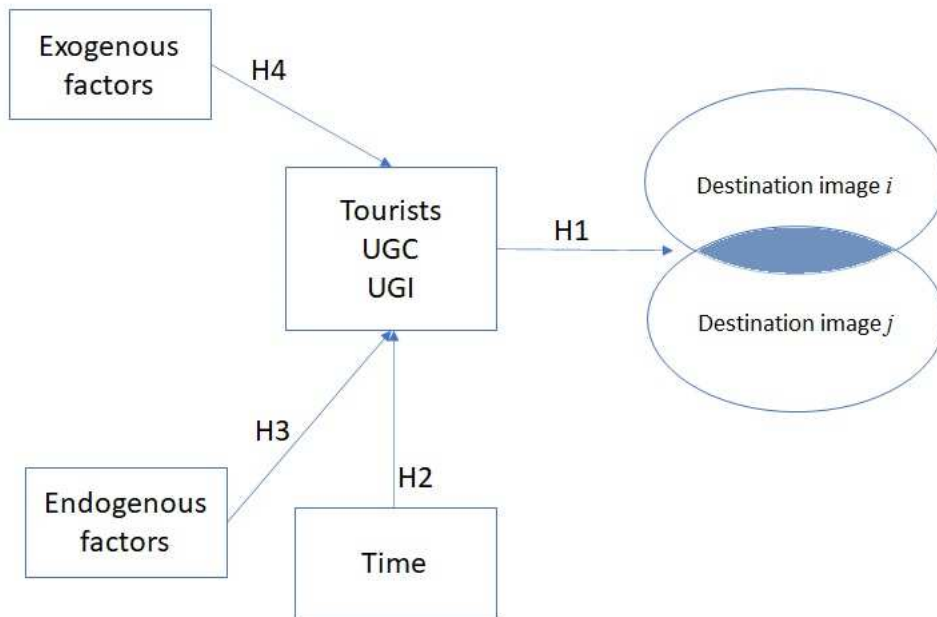 Exogenous
factors
H4
Tourists
UGC
UGI
H1
Destination image i
Destination image j
H3
H2
Endogenous
factors
Time